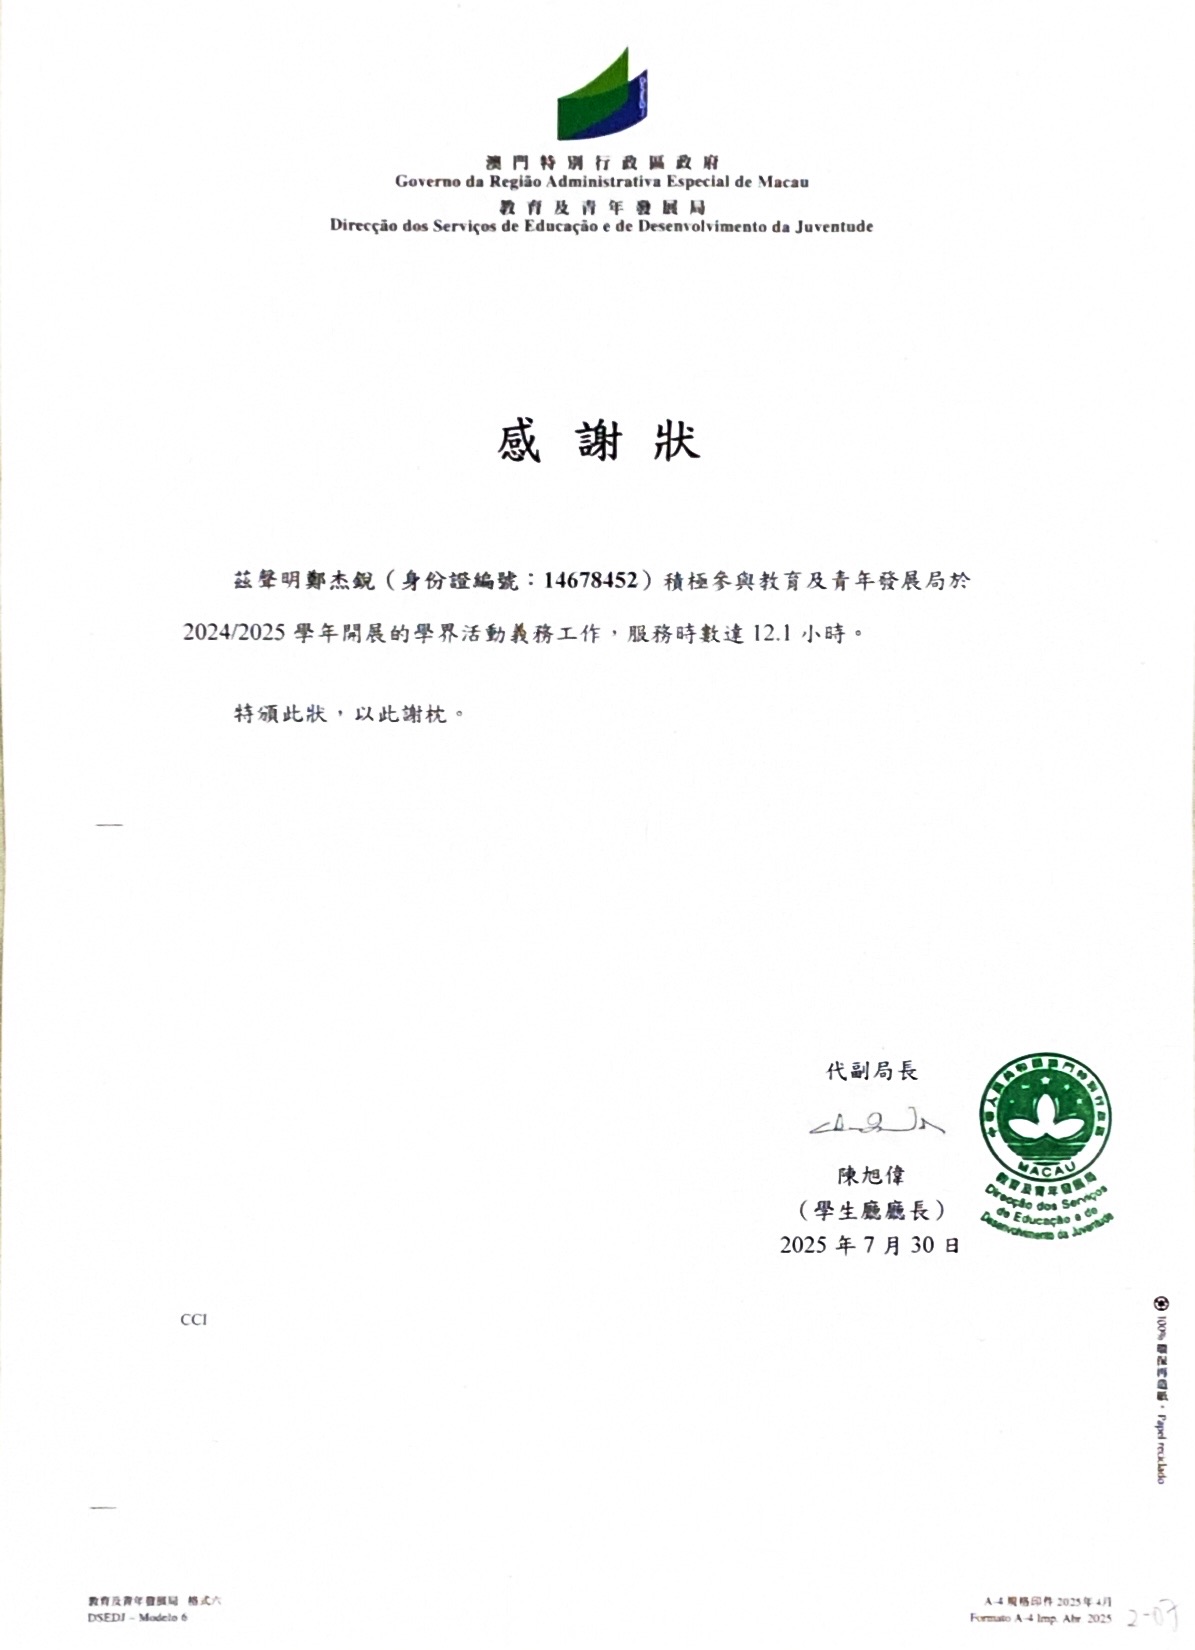 澳門特別行政區政府
Governo da Região Administrativa Especial de Macau
教育及青年發展局
Direcção dos Serviços de Educação e de Desenvolvimento da Juventude
感謝狀
茲聲明鄭杰銳（身份證編號：14678452）積極參與教育及青年發展局於
2024/2025 學年開展的學界活動義務工作，服務時數達 12.1 小時。
特頒此狀，以此謝枕。
代副局長
陳旭偉
（學生廳廳長）
2025 年 7 月 30 日
中華人民共和國澳門特別行政區
MACAU
教育及青年發展局
Direcção dos Serviços
de Educação e de
Desenvolvimento da Juventude
CCI
100% 環保再造紙 · Papel reciclado
教育及青年發展局 格式六
DSEDJ – Modelo 6
A-4 規格印件 2025年 4月
Formato A-4 Imp. Abr 2025